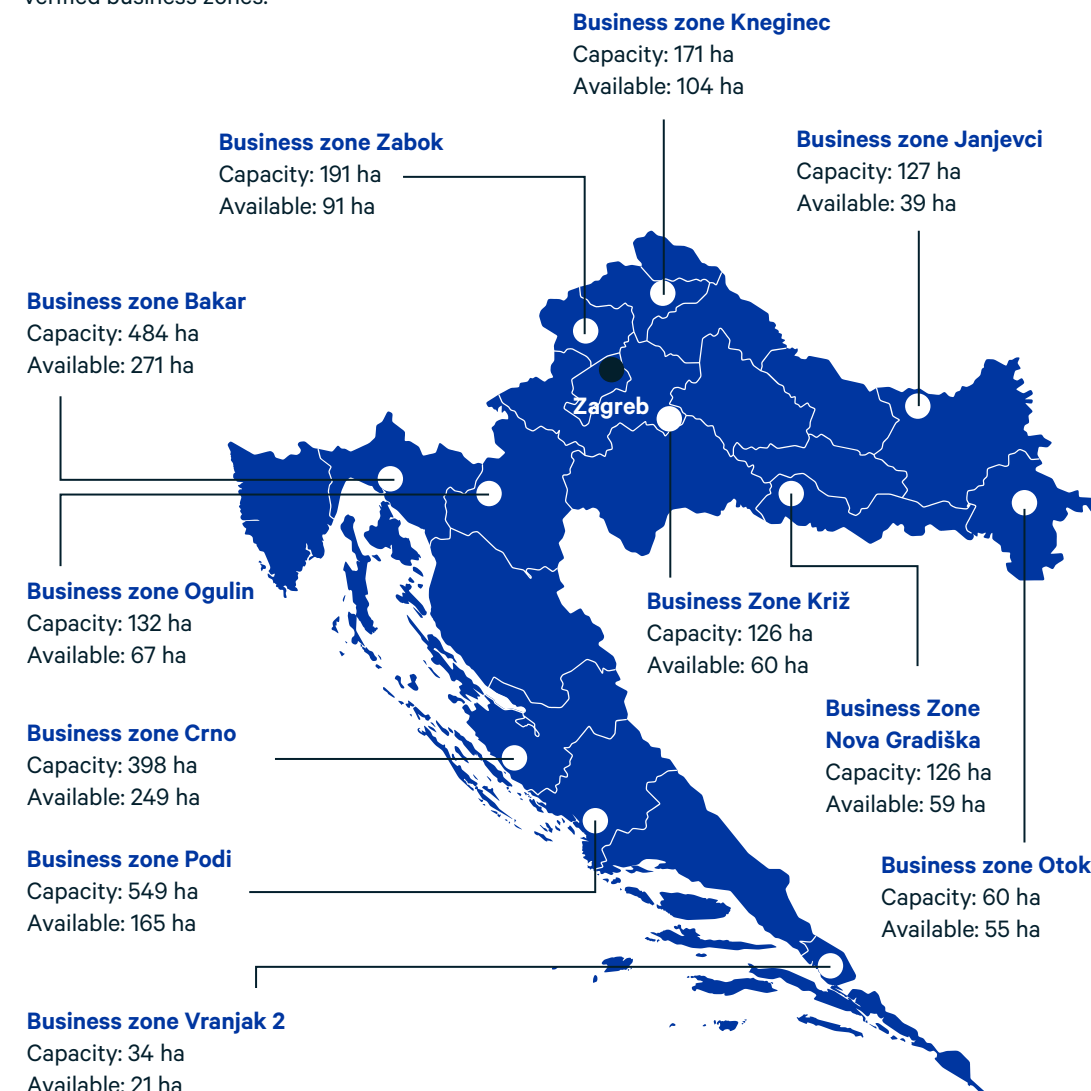 verified business zones.
Business zone Kneginec
Capacity: 171 ha
Available: 104 ha
Business zone Zabok
Capacity: 191 ha
Available: 91 ha
Business zone Janjevci
Capacity: 127 ha
Available: 39 ha
Business zone Bakar
Capacity: 484 ha
Available: 271 ha
Zagreb
Business zone Ogulin
Capacity: 132 ha
Available: 67 ha
Business Zone Križ
Capacity: 126 ha
Available: 60 ha
Business Zone
Nova Gradiška
Capacity: 126 ha
Available: 59 ha
Business zone Crno
Capacity: 398 ha
Available: 249 ha
Business zone Podi
Capacity: 549 ha
Available: 165 ha
Business zone Otok
Capacity: 60 ha
Available: 55 ha
Business zone Vranjak 2
Capacity: 34 ha
Available: 21 ha